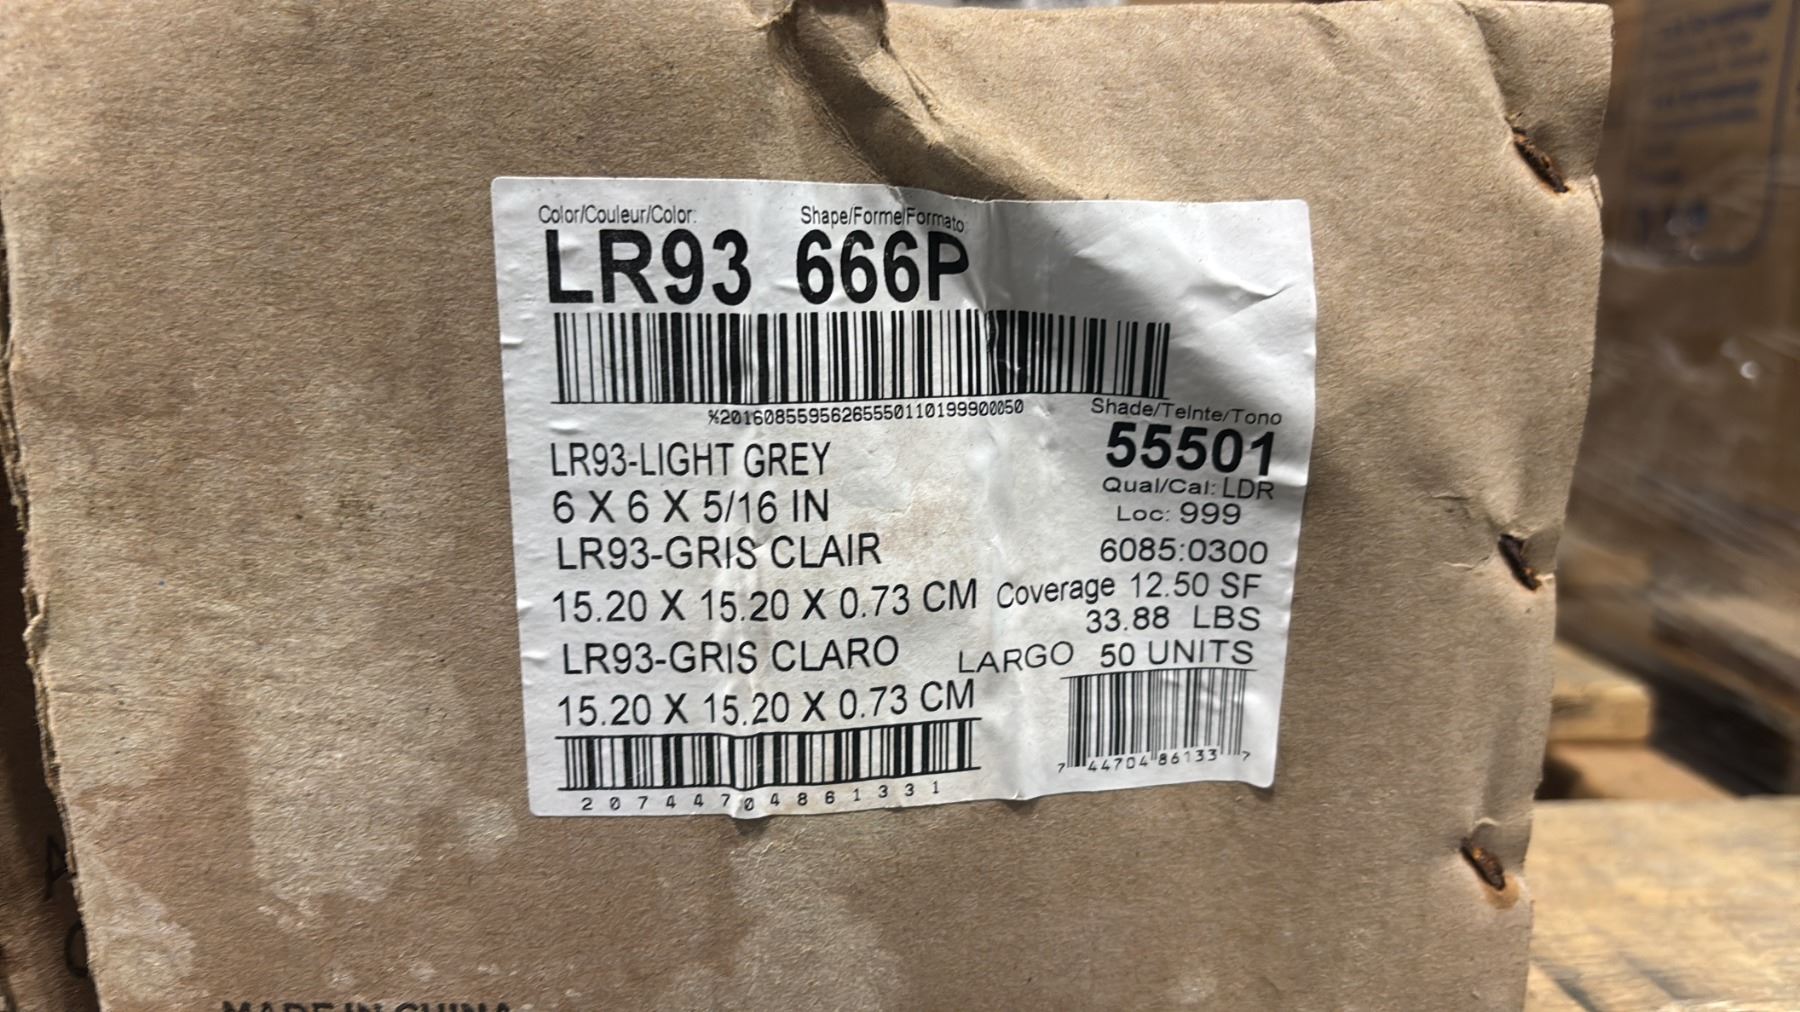 Color/Couleur/Color: Shape/Forme/Formato:
LR93 666P
%2016085595626555011019990​0050
Shade/Teinte/Tono
55501
LR93-LIGHT GREY
Qual/Cal: LDR
6 X 6 X 5/16 IN
Loc: 999
LR93-GRIS CLAIR
6085:0300
15.20 X 15.20 X 0.73 CM
Coverage 12.50 SF
33.88 LBS
LR93-GRIS CLARO
LARGO 50 UNITS
15.20 X 15.20 X 0.73 CM
7 44704 86133 7
20744704861331
MADE IN CHINA